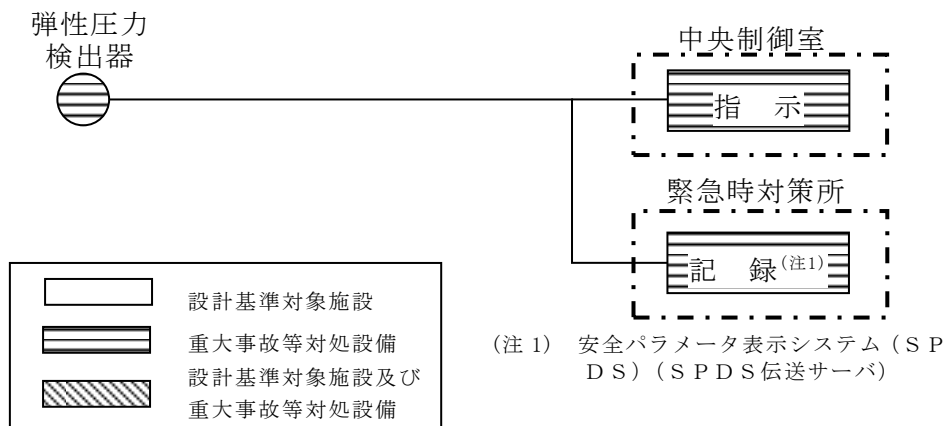 弾性圧力
検出器
中央制御室
指　示
緊急時対策所
記　録(注1)
設計基準対象施設
重大事故等対処設備
設計基準対象施設及び
重大事故等対処設備
(注 1)　安全パラメータ表示システム（ＳＰ
ＤＳ）（ＳＰＤＳ伝送サーバ）